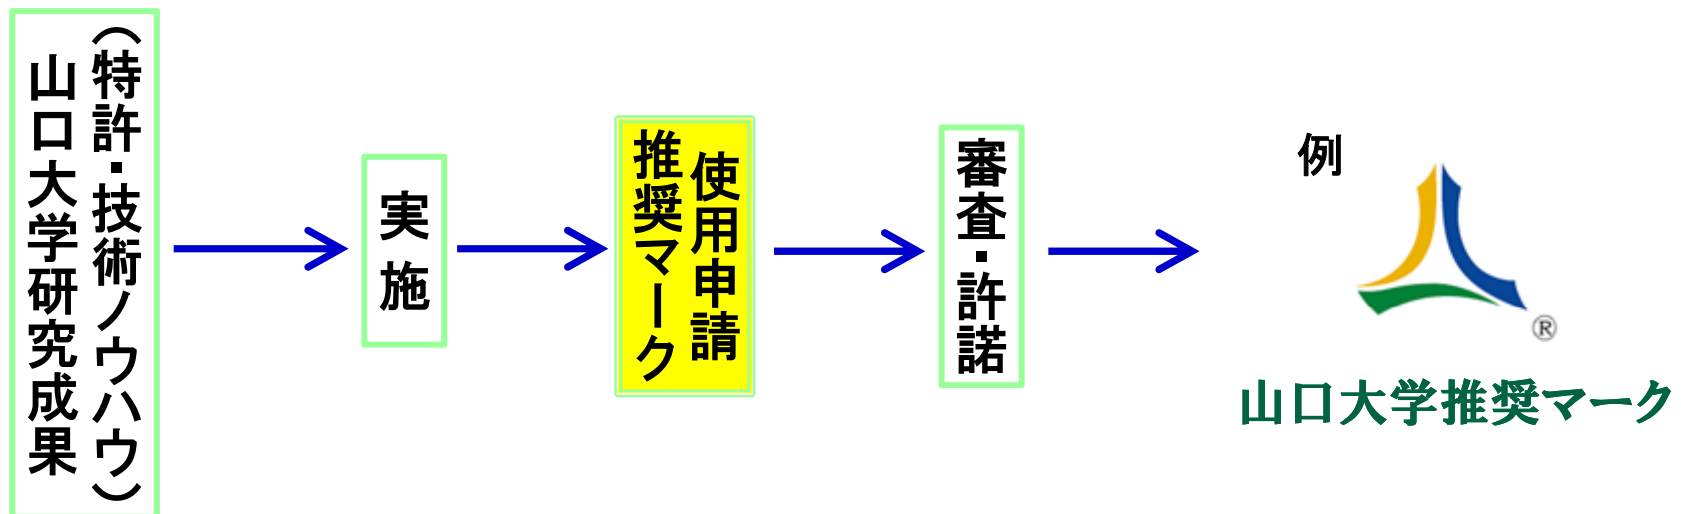 山口大学研究成果
（特許・技術ノウハウ）
実施
推奨マーク
使用申請
審査・許諾
例
®
山口大学推奨マーク